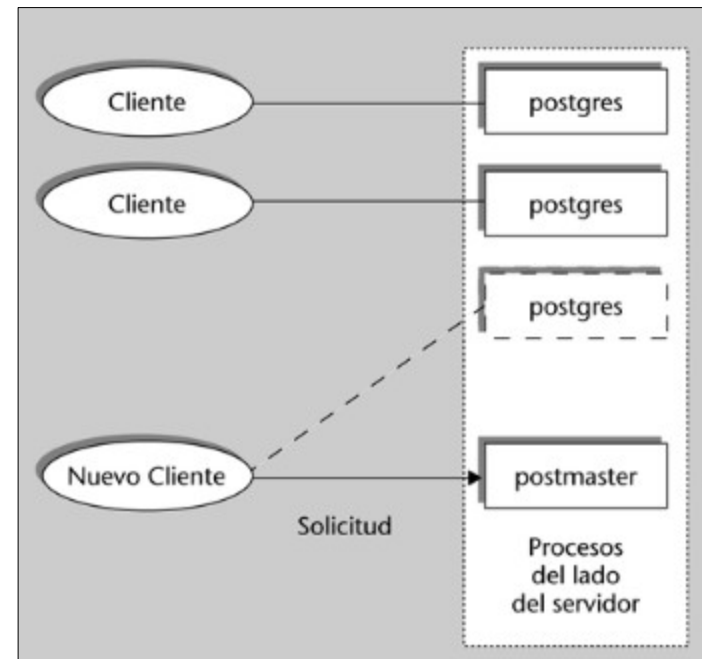 Cliente
postgres
Cliente
postgres
postgres
Nuevo Cliente
postmaster
Solicitud
Procesos
del lado
del servidor